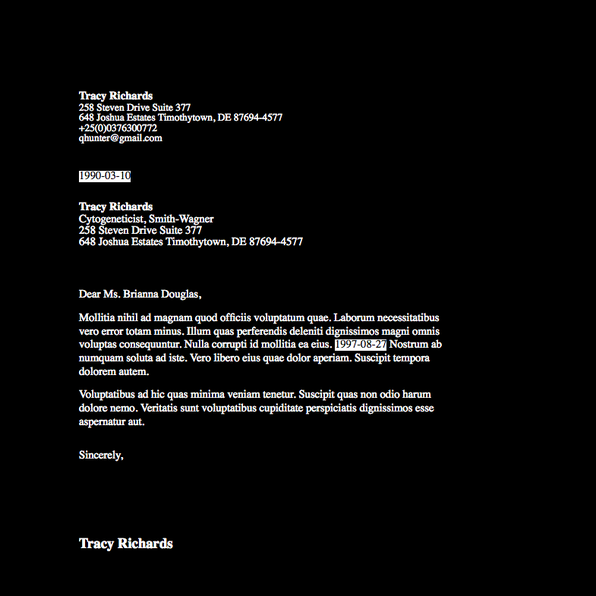 Tracy Richards
258 Steven Drive Suite 377
648 Joshua Estates Timothytown, DE 87694-4577
+25(0)0376300772
qhunter@gmail.com
1990-03-10
Tracy Richards
Cytogeneticist, Smith-Wagner
258 Steven Drive Suite 377
648 Joshua Estates Timothytown, DE 87694-4577
Dear Ms. Brianna Douglas,
Mollitia nihil ad magnam quod officiis voluptatum quae. Laborum necessitatibus
vero error totam minus. Illum quas perferendis deleniti dignissimos magni omnis
voluptas consequuntur. Nulla corrupti id mollitia ea eius. 1997-08-27 Nostrum ab
numquam soluta ad iste. Vero libero eius quae dolor aperiam. Suscipit tempora
dolorem autem.
Voluptatibus ad hic quas minima veniam tenetur. Suscipit quas non odio harum
dolore nemo. Veritatis sunt voluptatibus cupiditate perspiciatis dignissimos esse
aspernatur aut.
Sincerely,
Tracy Richards